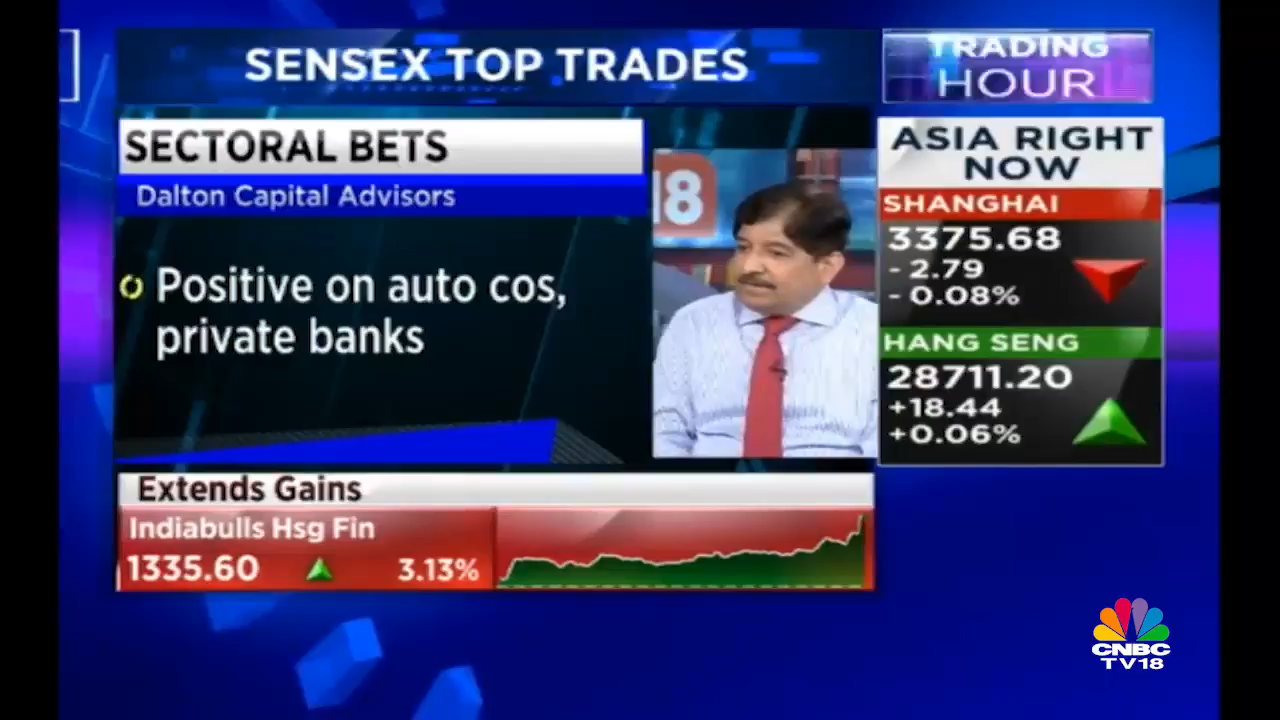 SENSEX TOP TRADES
TRADING
HOUR
SECTORAL BETS
Dalton Capital Advisors
Positive on auto cos,
private banks
18
ASIA RIGHT
NOW
SHANGHAI
3375.68
- 2.79
- 0.08%
HANG SENG
28711.20
+18.44
+0.06%
Extends Gains
Indiabulls Hsg Fin
1335.60 3.13%
CNBC
TV18